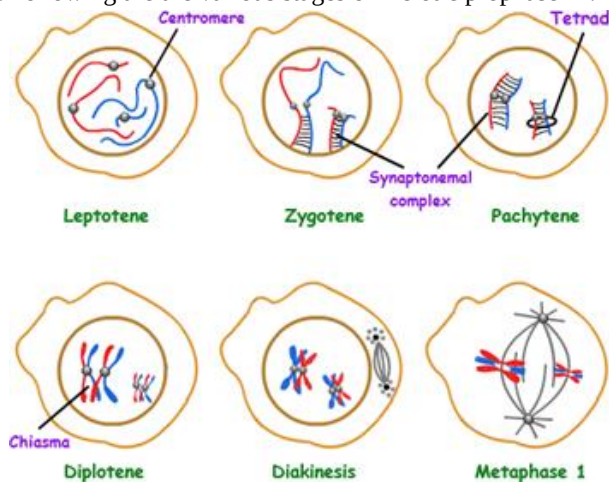 Centromere
Tetrad
Synaptonemal
complex
Leptotene
Zygotene
Pachytene
Chiasma
Diplotene
Diakinesis
Metaphase 1